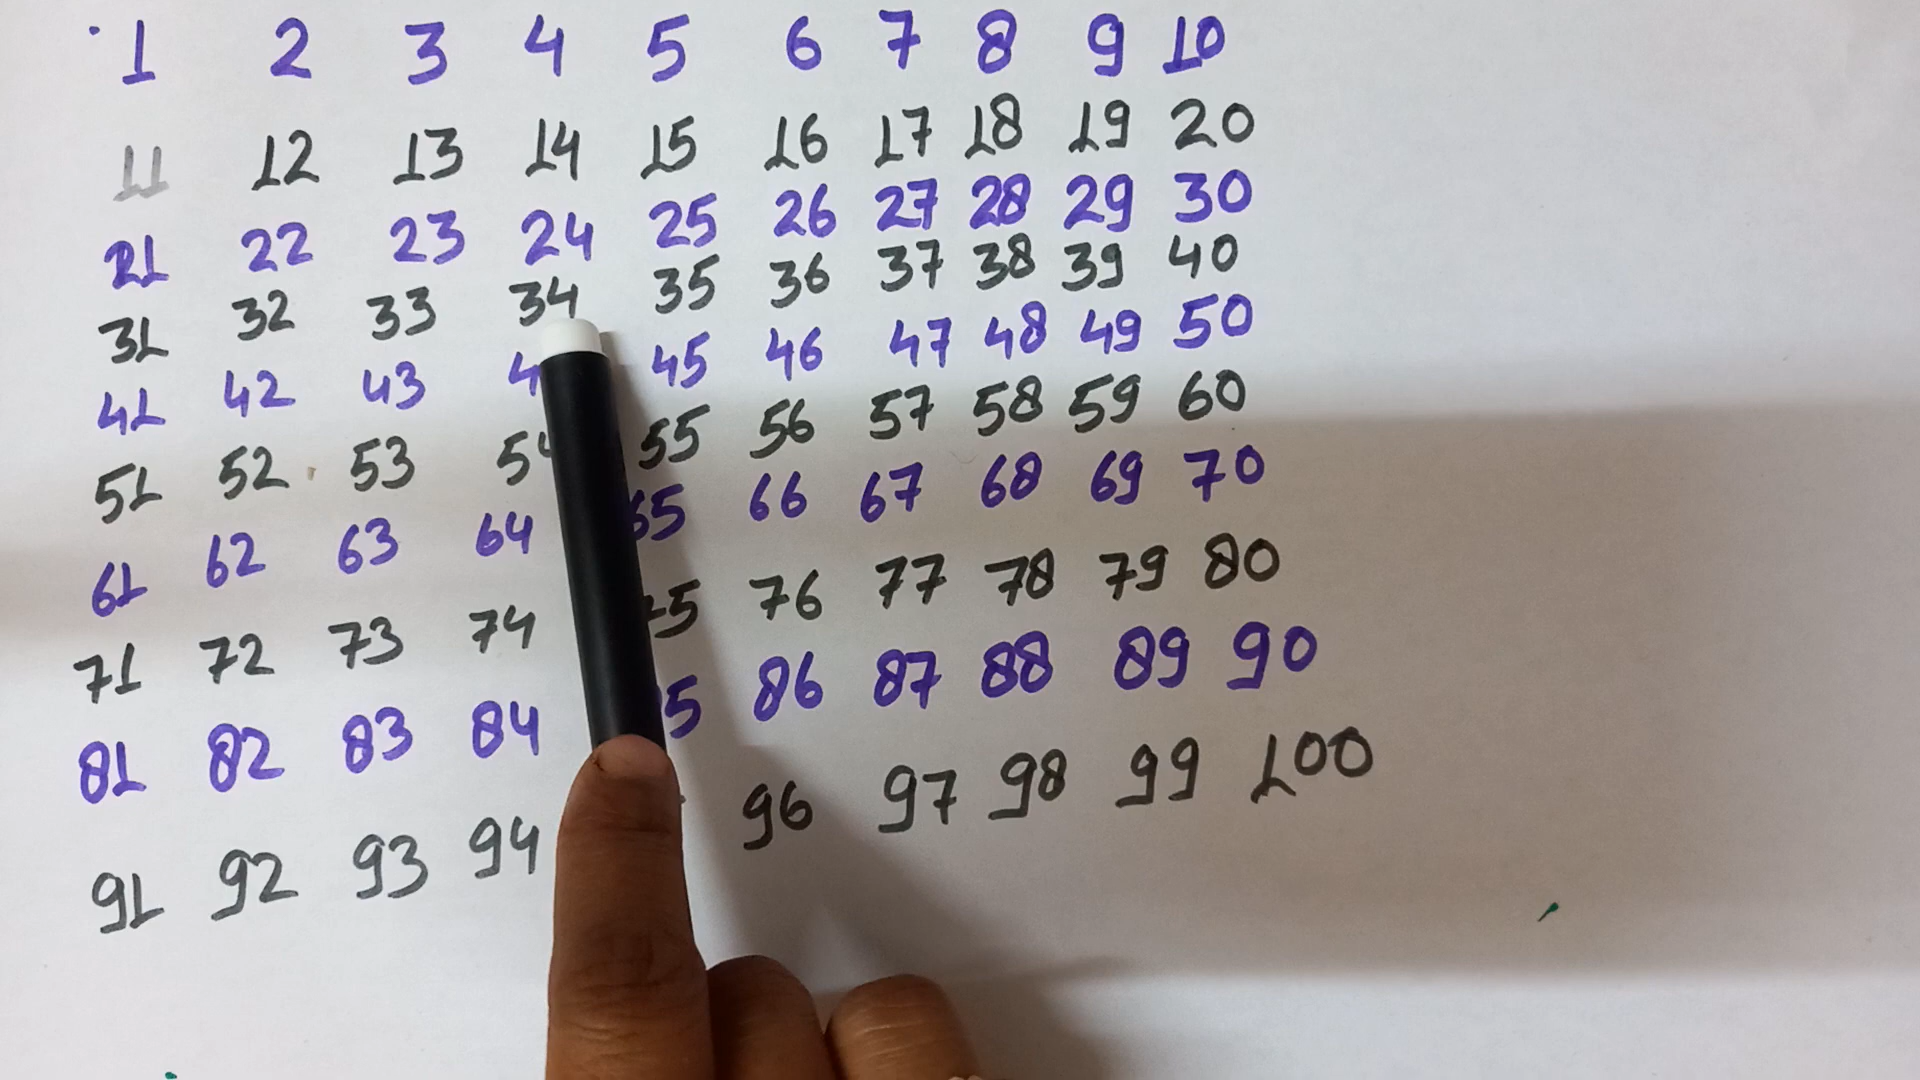 1 2 3 4 5 6 7 8 9 10
11 12 13 14 15 16 17 18 19 20
21 22 23 24 25 26 27 28 29 30
31 32 33 34 35 36 37 38 39 40
41 42 43 45 46 47 48 49 50
51 52 53 54 55 56 57 58 59 60
61 62 63 64 65 66 67 68 69 70
71 72 73 74 75 76 77 78 79 80
81 82 83 84 86 87 88 89 90
91 92 93 94 96 97 98 99 100